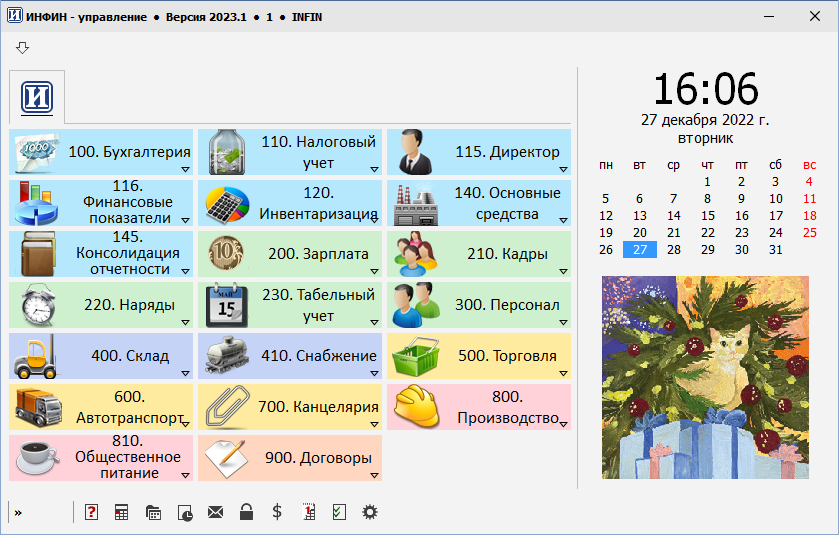 ИНФИН - управление ● Версия 2023.1 ● 1 ● INFIN
И
100. Бухгалтерия
110. Налоговый
учет
115. Директор
116.
Финансовые
показатели
120.
Инвентаризация
140. Основные
средства
145.
Консолидация
отчетности
200. Зарплата
210. Кадры
220. Наряды
230. Табельный
учет
300. Персонал
400. Склад
410. Снабжение
500. Торговля
600.
Автотранспорт
700. Канцелярия
800.
Производство
810.
Общественное
питание
900. Договоры
1000
10
МАЙ
15
16:06
27 декабря 2022 г.
вторник
пн вт ср чт пт сб вс
1 2 3 4
5 6 7 8 9 10 11
12 13 14 15 16 17 18
19 20 21 22 23 24 25
26 27 28 29 30 31
» ? $ 1